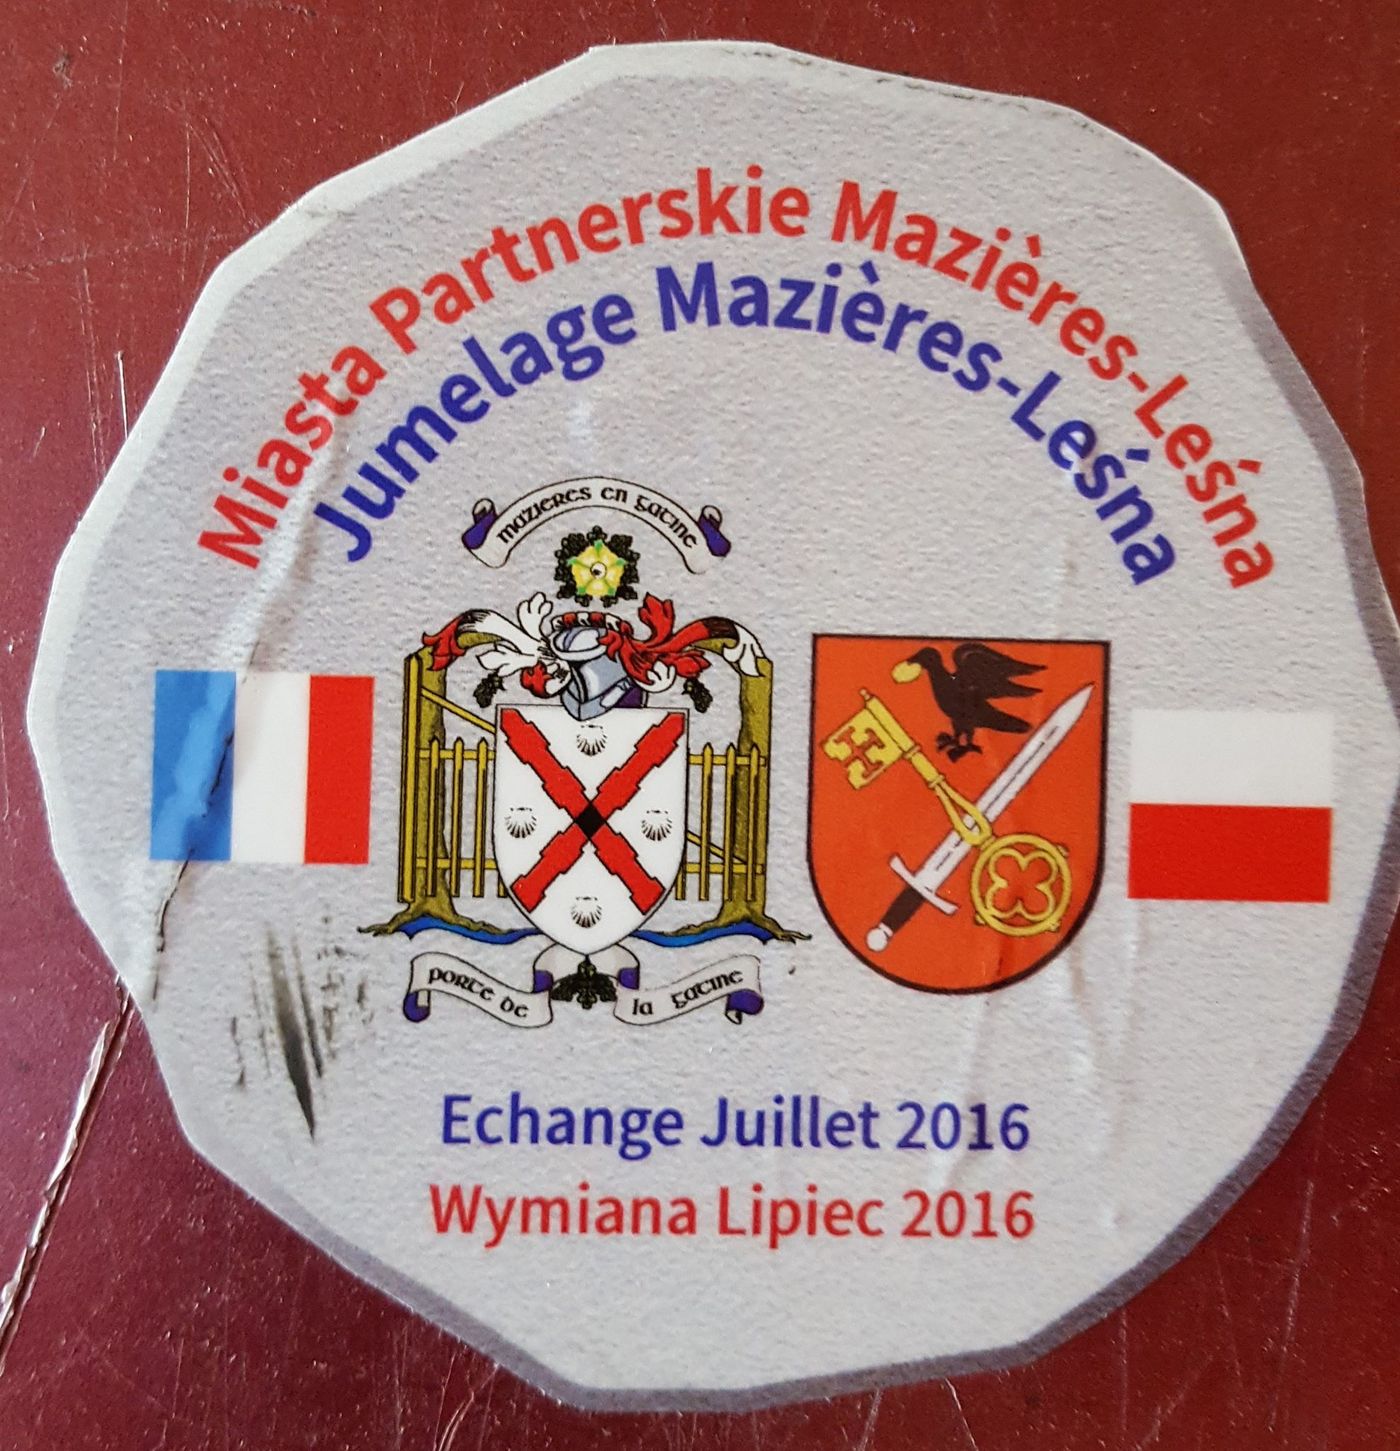 Miasta Partnerskie Mazières-Leśna
Jumelage Mazières-Leśna
mazieres en gatine
porte de la gatine
Echange Juillet 2016
Wymiana Lipiec 2016